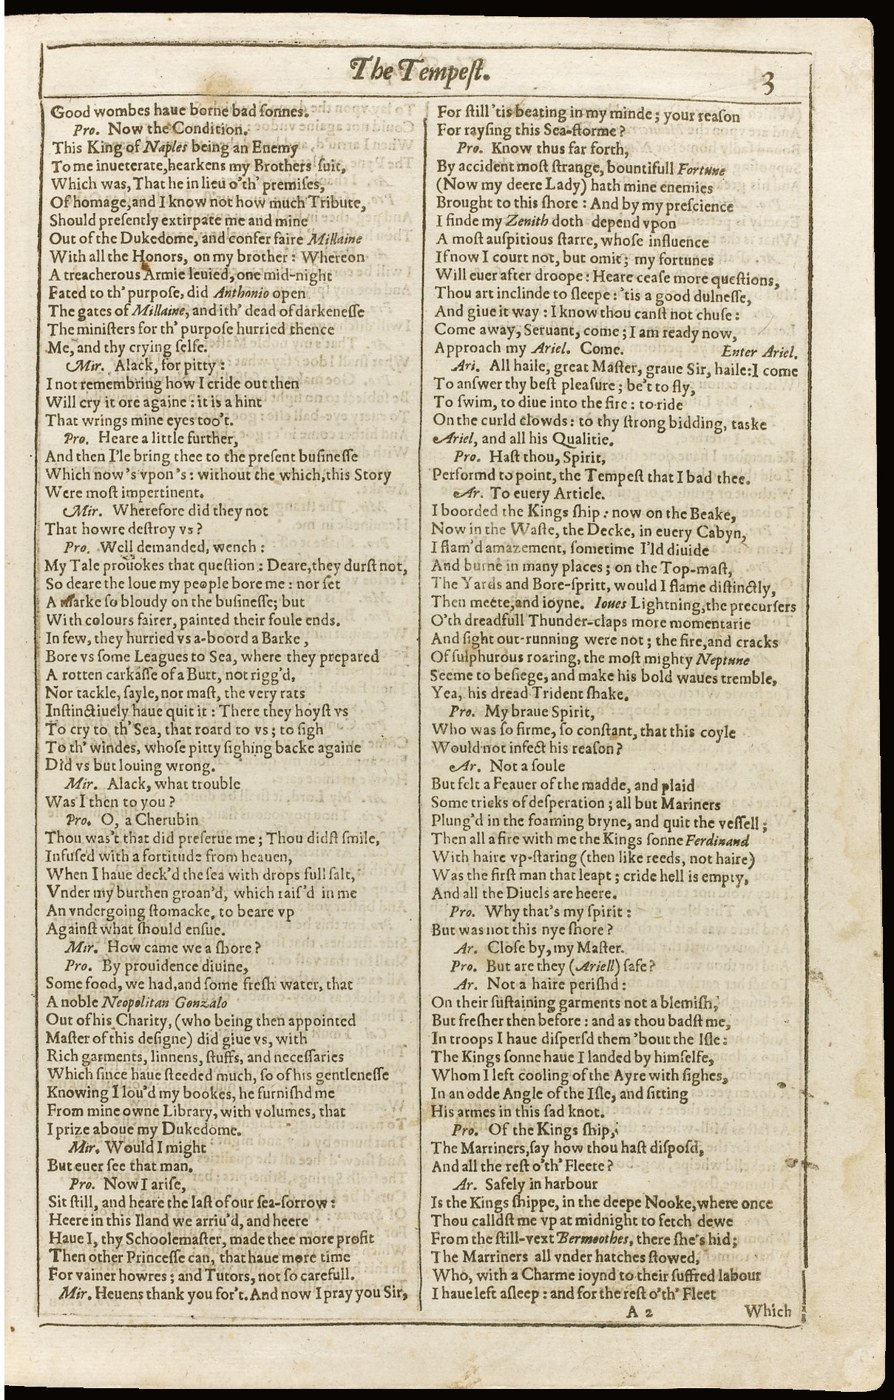 The Tempeſt.
3
Good wombes haue borne bad ſonnes.
Pro. Now the Condition.
This King of Naples being an Enemy
To me inueterate, hearkens my Brothers ſuit,
Which was, That he in lieu o'th' premiſes,
Of homage, and I know not how much Tribute,
Should preſently extirpate me and mine
Out of the Dukedome, and confer faire Millaine
With all the Honors, on my brother: Whereon
A treacherous Armie leuied, one mid-night
Fated to th' purpoſe, did Anthonio open
The gates of Millaine, and ith' dead of darkeneſſe
The miniſters for th' purpoſe hurried thence
Me, and thy crying ſelfe.
Mir. Alack, for pitty:
I not remembring how I cride out then
Will cry it ore againe: it is a hint
That wrings mine eyes too't.
Pro. Heare a little further,
And then I'le bring thee to the preſent buſineſſe
Which now's vpon's: without the which, this Story
Were moſt impertinent.
Mir. Wherefore did they not
That howre deſtroy vs?
Pro. Well demanded, wench:
My Tale prouokes that queſtion: Deare, they durſt not,
So deare the loue my people bore me: nor ſet
A marke ſo bloudy on the buſineſſe; but
With colours fairer, painted their foule ends.
In few, they hurried vs a-boord a Barke,
Bore vs ſome Leagues to Sea, where they prepared
A rotten carkaſſe of a Butt, not rigg'd,
Nor tackle, ſayle, nor maſt, the very rats
Inſtinctiuely haue quit it: There they hoyſt vs
To cry to th' Sea, that roard to vs; to ſigh
To th' windes, whoſe pitty ſighing backe againe
Did vs but louing wrong.
Mir. Alack, what trouble
Was I then to you?
Pro. O, a Cherubin
Thou was't that did preſerue me; Thou didſt ſmile,
Infuſed with a fortitude from heauen,
When I haue deck'd the ſea with drops full ſalt,
Vnder my burthen groan'd, which raiſ'd in me
An vndergoing ſtomacke, to beare vp
Againſt what ſhould enſue.
Mir. How came we a ſhore?
Pro. By prouidence diuine,
Some food, we had, and ſome freſh water, that
A noble Neopolitan Gonzalo
Out of his Charity, (who being then appointed
Maſter of this deſigne) did giue vs, with
Rich garments, linnens, ſtuffs, and neceſſaries
Which ſince haue ſteeded much, ſo of his gentleneſſe
Knowing I lou'd my bookes, he furniſhd me
From mine owne Library, with volumes, that
I prize aboue my Dukedome.
Mir. Would I might
But euer ſee that man.
Pro. Now I ariſe,
Sit ſtill, and heare the laſt of our ſea-ſorrow:
Heere in this Iland we arriu'd, and heere
Haue I, thy Schoolemaſter, made thee more profit
Then other Princeſſe can, that haue more time
For vainer howres; and Tutors, not ſo carefull.
Mir. Heuens thank you for't. And now I pray you Sir,
For ſtill 'tis beating in my minde; your reaſon
For rayſing this Sea-ſtorme?
Pro. Know thus far forth,
By accident moſt ſtrange, bountifull Fortune
(Now my deere Lady) hath mine enemies
Brought to this ſhore: And by my preſcience
I finde my Zenith doth depend vpon
A moſt auſpitious ſtarre, whoſe influence
If now I court not, but omit; my fortunes
Will euer after droope: Heare ceaſe more queſtions,
Thou art inclinde to ſleepe: 'tis a good dulneſſe,
And giue it way: I know thou canſt not chuſe:
Come away, Seruant, come; I am ready now,
Approach my Ariel. Come. Enter Ariel.
Ari. All haile, great Maſter, graue Sir, haile: I come
To anſwer thy beſt pleaſure; be't to fly,
To ſwim, to diue into the fire: to ride
On the curld clowds: to thy ſtrong bidding, taske
Ariel, and all his Qualitie.
Pro. Haſt thou, Spirit,
Performd to point, the Tempeſt that I bad thee.
Ar. To euery Article.
I boorded the Kings ſhip: now on the Beake,
Now in the Waſte, the Decke, in euery Cabyn,
I flam'd amazement, ſometime I'ld diuide
And burne in many places; on the Top-maſt,
The Yards and Bore-ſpritt, would I flame diſtinctly,
Then meete, and ioyne. Ioues Lightning, the precurſers
O'th dreadfull Thunder-claps more momentarie
And ſight out-running were not; the fire, and cracks
Of ſulphurous roaring, the moſt mighty Neptune
Seeme to beſiege, and make his bold waues tremble,
Yea, his dread Trident ſhake.
Pro. My braue Spirit,
Who was ſo firme, ſo conſtant, that this coyle
Would not infect his reaſon?
Ar. Not a ſoule
But felt a Feauer of the madde, and plaid
Some tricks of deſperation; all but Mariners
Plung'd in the foaming bryne, and quit the veſſell;
Then all a fire with me the Kings ſonne Ferdinand
With haire vp-ſtaring (then like reeds, not haire)
Was the firſt man that leapt; cride hell is empty,
And all the Diuels are heere.
Pro. Why that's my ſpirit:
But was not this nye ſhore?
Ar. Cloſe by, my Maſter.
Pro. But are they (Ariell) ſafe?
Ar. Not a haire periſhd:
On their ſuſtaining garments not a blemiſh,
But freſher then before: and as thou badſt me,
In troops I haue diſperſd them 'bout the Iſle:
The Kings ſonne haue I landed by himſelfe,
Whom I left cooling of the Ayre with ſighes,
In an odde Angle of the Iſle, and ſitting
His armes in this ſad knot.
Pro. Of the Kings ſhip,
The Marriners, ſay how thou haſt diſpoſd,
And all the reſt o'th' Fleete?
Ar. Safely in harbour
Is the Kings ſhippe, in the deepe Nooke, where once
Thou calldſt me vp at midnight to fetch dewe
From the ſtill-vext Bermoothes, there ſhe's hid;
The Marriners all vnder hatches ſtowed,
Who, with a Charme ioynd to their ſuffred labour
I haue left aſleep: and for the reſt o'th' Fleet
A 2
Which